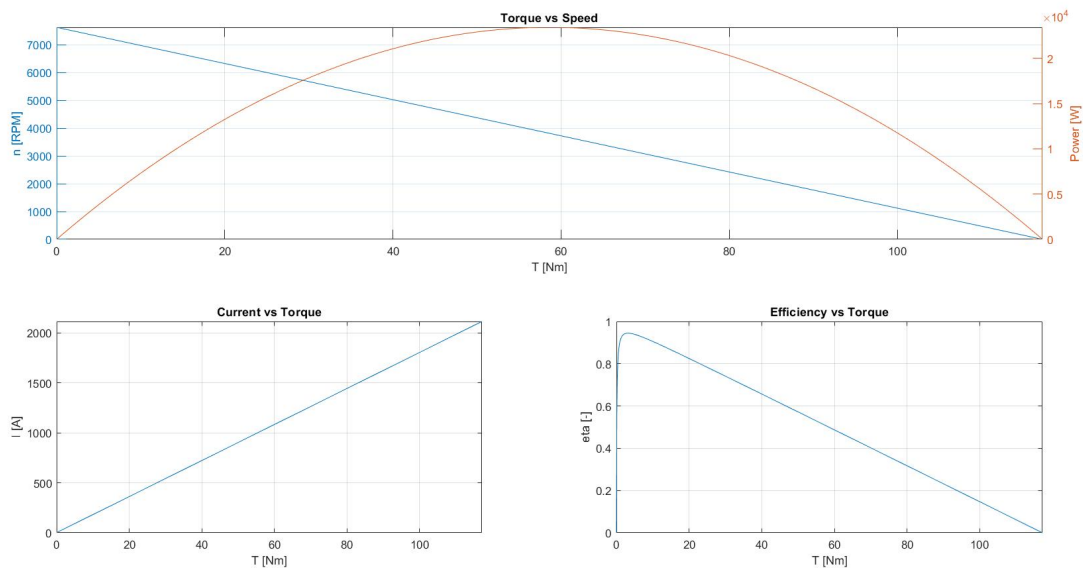 Torque vs Speed
×10⁴
7000
6000
5000
4000
3000
2000
1000
0
n [RPM]
2
1.5
1
0.5
0
Power [W]
0 20 40 60 80 100
T [Nm]
Current vs Torque
2000
1500
1000
500
0
I [A]
0 20 40 60 80 100
T [Nm]
Efficiency vs Torque
1
0.8
0.6
0.4
0.2
0
eta [-]
0 20 40 60 80 100
T [Nm]